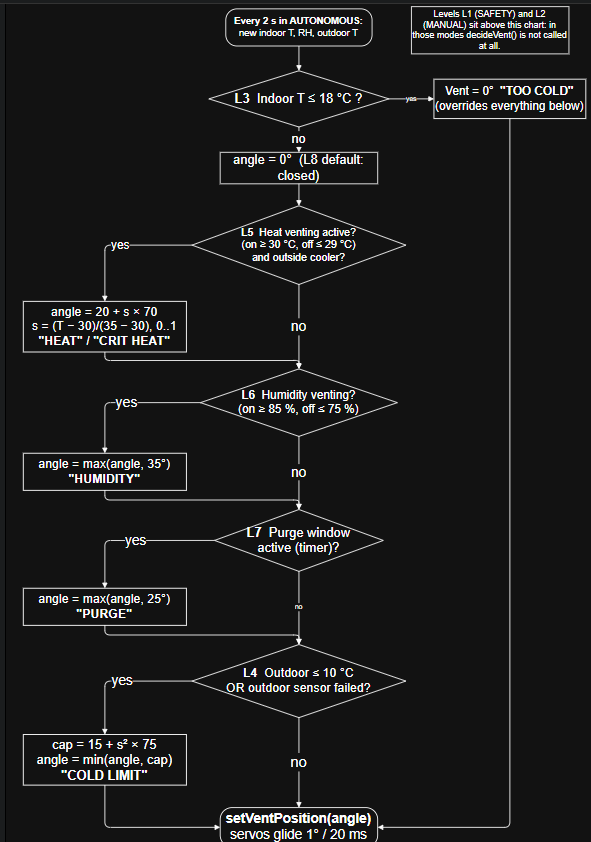 Every 2 s in AUTONOMOUS:
new indoor T, RH, outdoor T
Levels L1 (SAFETY) and L2
(MANUAL) sit above this chart: in
those modes decideVent() is not called
at all.
L3 Indoor T ≤ 18 °C ?
yes
Vent = 0° "TOO COLD"
(overrides everything below)
no
angle = 0° (L8 default:
closed)
L5 Heat venting active?
(on ≥ 30 °C, off ≤ 29 °C)
and outside cooler?
yes
angle = 20 + s × 70
s = (T − 30)/(35 − 30), 0..1
"HEAT" / "CRIT HEAT"
no
L6 Humidity venting?
(on ≥ 85 %, off ≤ 75 %)
yes
angle = max(angle, 35°)
"HUMIDITY"
no
L7 Purge window
active (timer)?
yes
angle = max(angle, 25°)
"PURGE"
no
L4 Outdoor ≤ 10 °C
OR outdoor sensor failed?
yes
cap = 15 + s² × 75
angle = min(angle, cap)
"COLD LIMIT"
no
setVentPosition(angle)
servos glide 1° / 20 ms